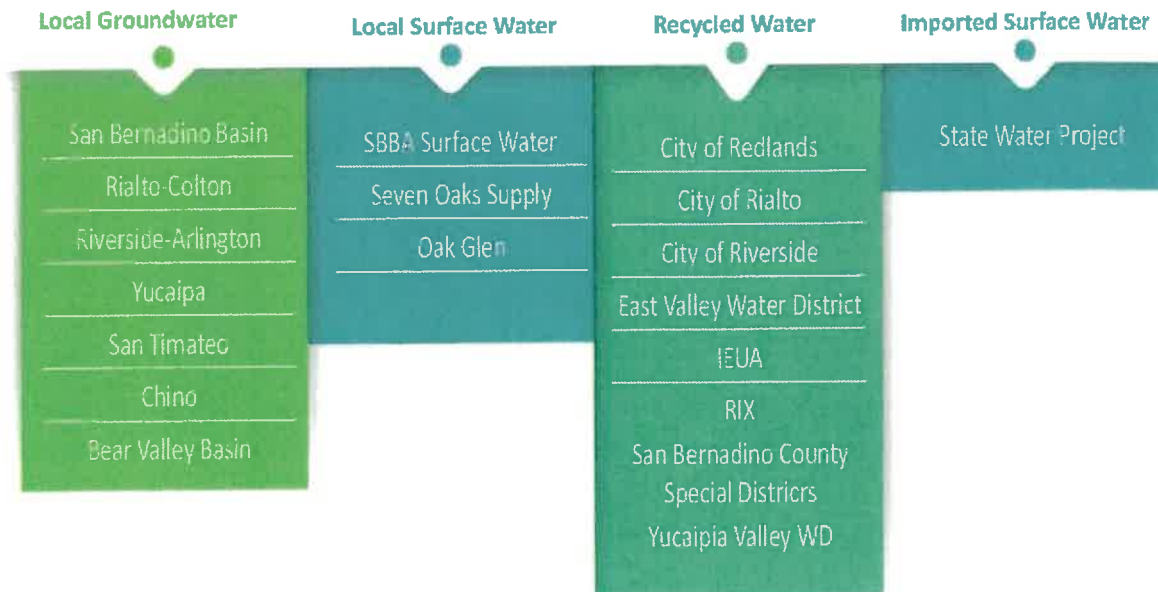 Local Groundwater
San Bernadino Basin
Rialto-Colton
Riverside-Arlington
Yucaipa
San Timateo
Chino
Bear Valley Basin
Local Surface Water
SBBA Surface Water
Seven Oaks Supply
Oak Glen
Recycled Water
City of Redlands
City of Rialto
City of Riverside
East Valley Water District
IEUA
RIX
San Bernadino County
Special Districrs
Yucaipia Valley WD
Imported Surface Water
State Water Project